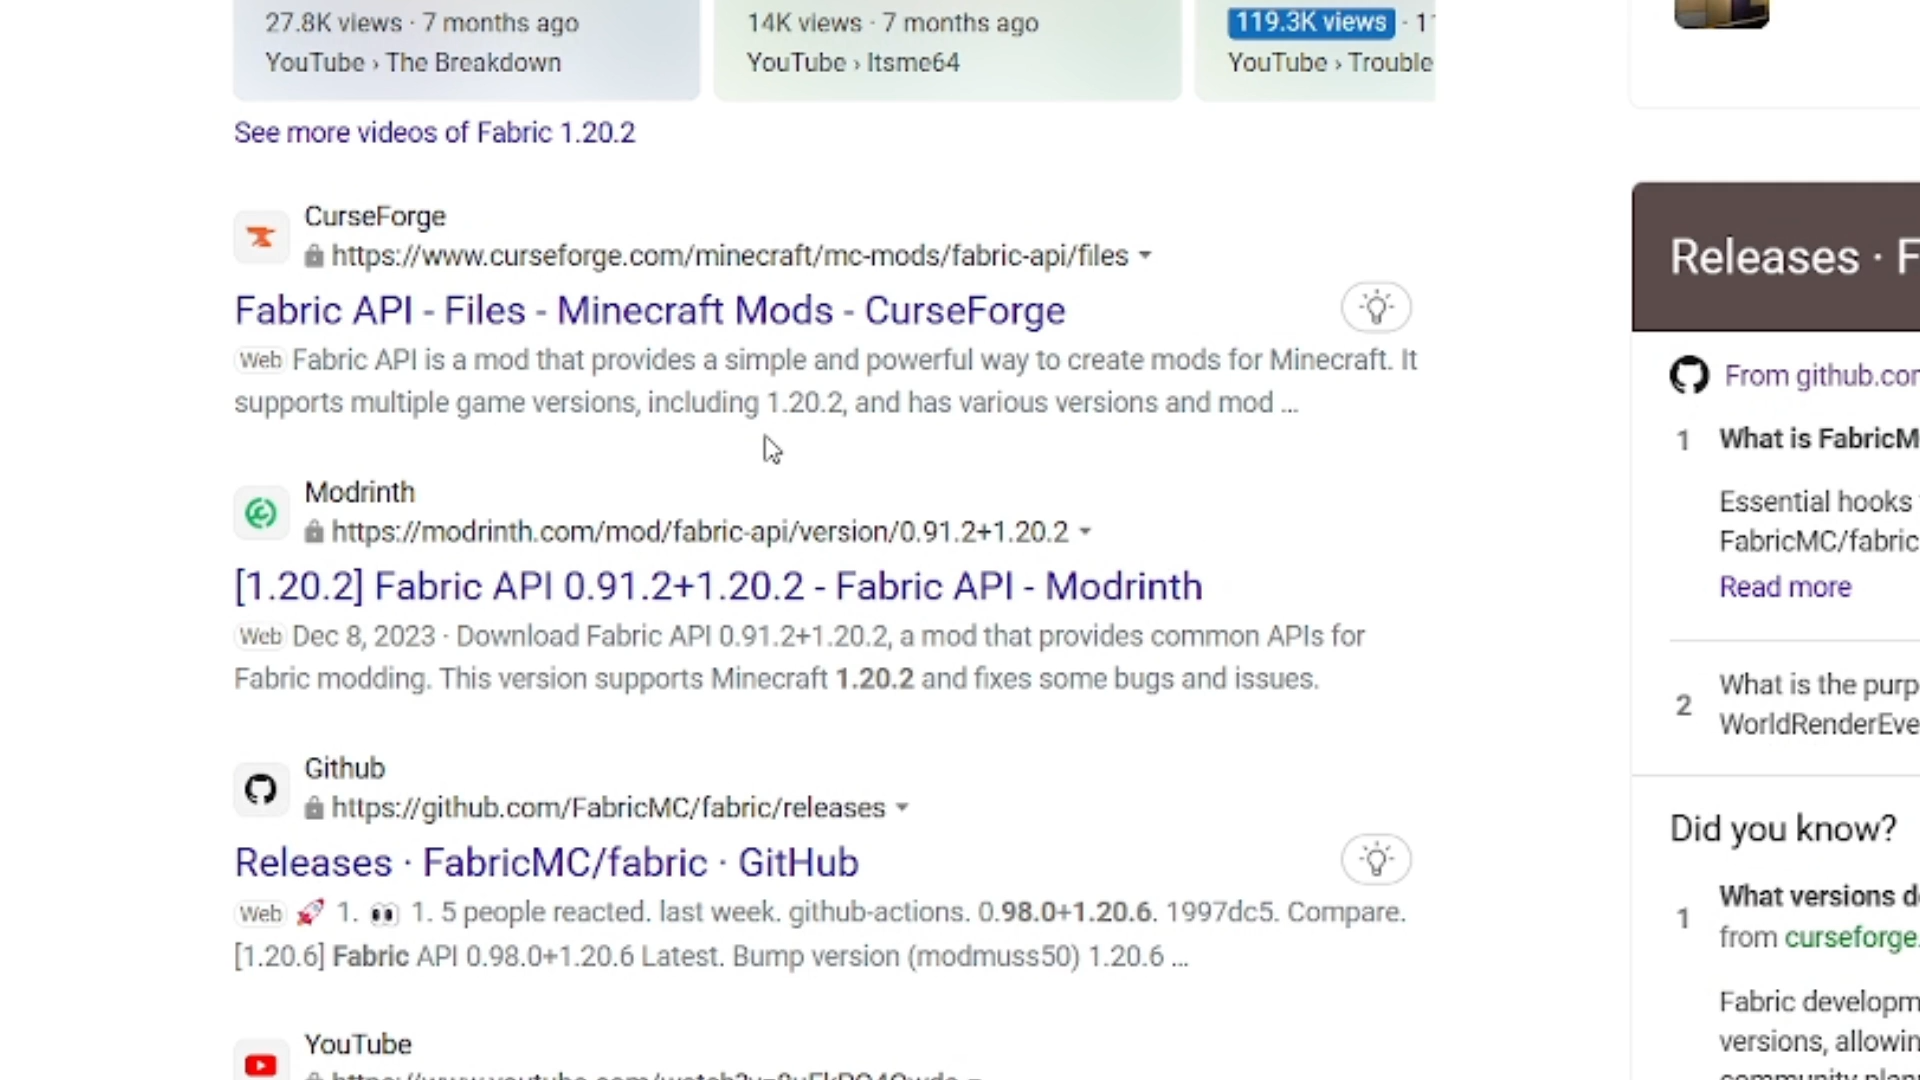 27.8K views · 7 months ago
YouTube › The Breakdown
14K views · 7 months ago
YouTube › Itsme64
119.3K views ·
YouTube › Trouble
See more videos of Fabric 1.20.2
CurseForge
https://www.curseforge.com/minecraft/mc-mods/fabric-api/files
Fabric API - Files - Minecraft Mods - CurseForge
Web Fabric API is a mod that provides a simple and powerful way to create mods for Minecraft. It
supports multiple game versions, including 1.20.2, and has various versions and mod ...
Modrinth
https://modrinth.com/mod/fabric-api/version/0.91.2+1.20.2
[1.20.2] Fabric API 0.91.2+1.20.2 - Fabric API - Modrinth
Web Dec 8, 2023 · Download Fabric API 0.91.2+1.20.2, a mod that provides common APIs for
Fabric modding. This version supports Minecraft 1.20.2 and fixes some bugs and issues.
Github
https://github.com/FabricMC/fabric/releases
Releases · FabricMC/fabric · GitHub
Web 🚀 1. 👀 1. 5 people reacted. last week. github-actions. 0.98.0+1.20.6. 1997dc5. Compare.
[1.20.6] Fabric API 0.98.0+1.20.6 Latest. Bump version (modmuss50) 1.20.6 ...
YouTube
Releases · F
From github.com
1 What is FabricM
Essential hooks
FabricMC/fabric
Read more
2 What is the purp
WorldRenderEve
Did you know?
1 What versions d
from curseforge.
Fabric developm
versions, allowin